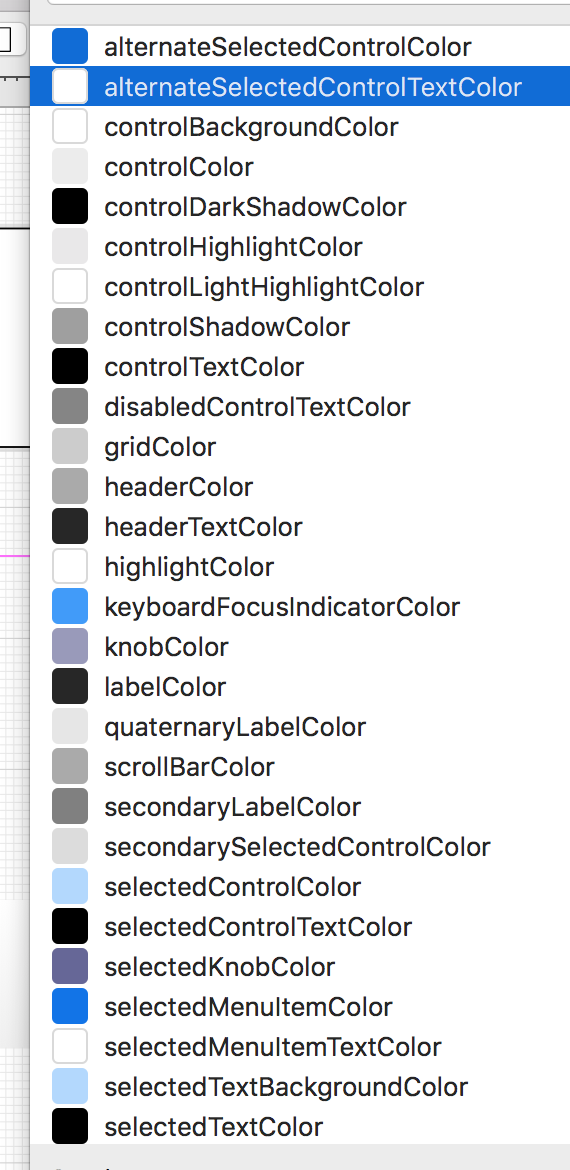 alternateSelectedControlColor
alternateSelectedControlTextColor
controlBackgroundColor
controlColor
controlDarkShadowColor
controlHighlightColor
controlLightHighlightColor
controlShadowColor
controlTextColor
disabledControlTextColor
gridColor
headerColor
headerTextColor
highlightColor
keyboardFocusIndicatorColor
knobColor
labelColor
quaternaryLabelColor
scrollBarColor
secondaryLabelColor
secondarySelectedControlColor
selectedControlColor
selectedControlTextColor
selectedKnobColor
selectedMenuItemColor
selectedMenuItemTextColor
selectedTextBackgroundColor
selectedTextColor